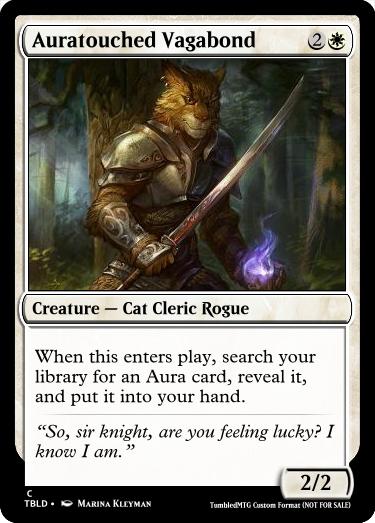 Auratouched Vagabond 2
Creature — Cat Cleric Rogue
When this enters play, search your
library for an Aura card, reveal it,
and put it into your hand.
“So, sir knight, are you feeling lucky? I
know I am.”
2/2
C
TBLD • Marina Kleyman
TumbledMTG Custom Format (NOT FOR SALE)